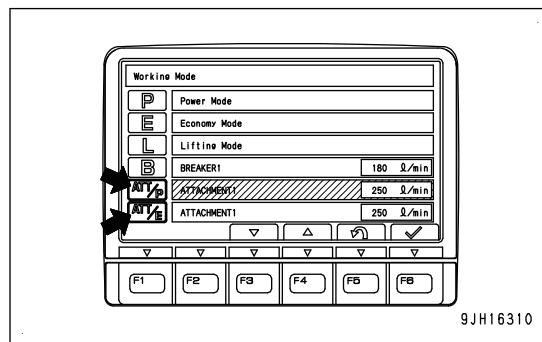 Working Mode
P Power Mode
E Economy Mode
L Lifting Mode
B BREAKER1 180 ℓ/min
ATT/P ATTACHMENT1 250 ℓ/min
ATT/E ATTACHMENT1 250 ℓ/min
F1 F2 F3 F4 F5 F6
9JH16310